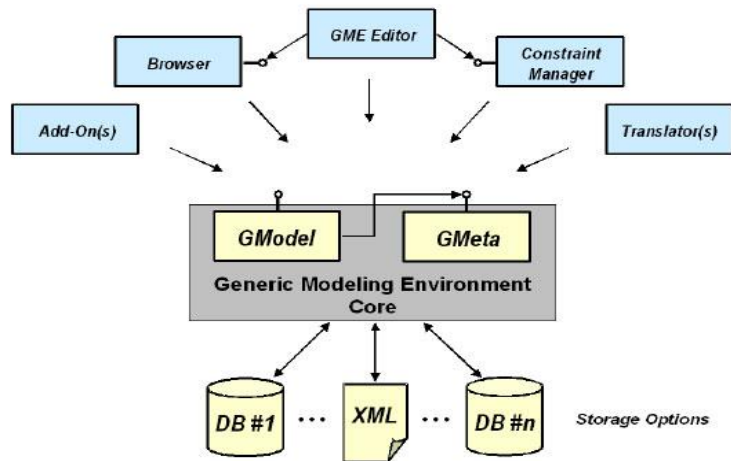 GME Editor
Browser
Constraint
Manager
Add-On(s)
Translator(s)
GModel
GMeta
Generic Modeling Environment
Core
DB #1
...
XML
...
DB #n
Storage Options